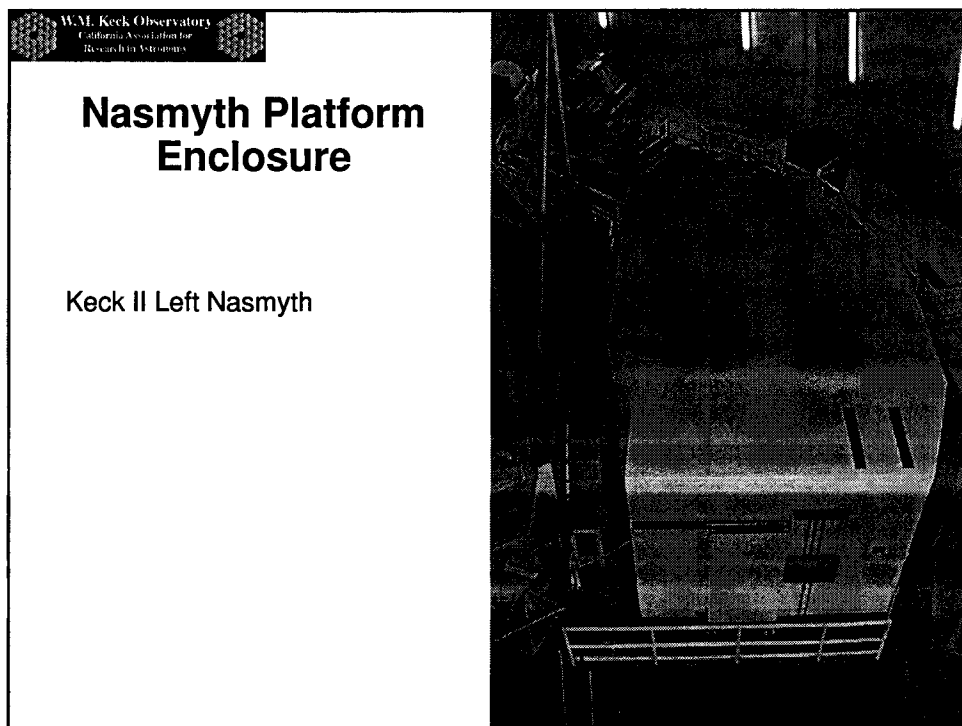 W.M. Keck Observatory
California Association for
Research in Astronomy
Nasmyth Platform
Enclosure
Keck II Left Nasmyth